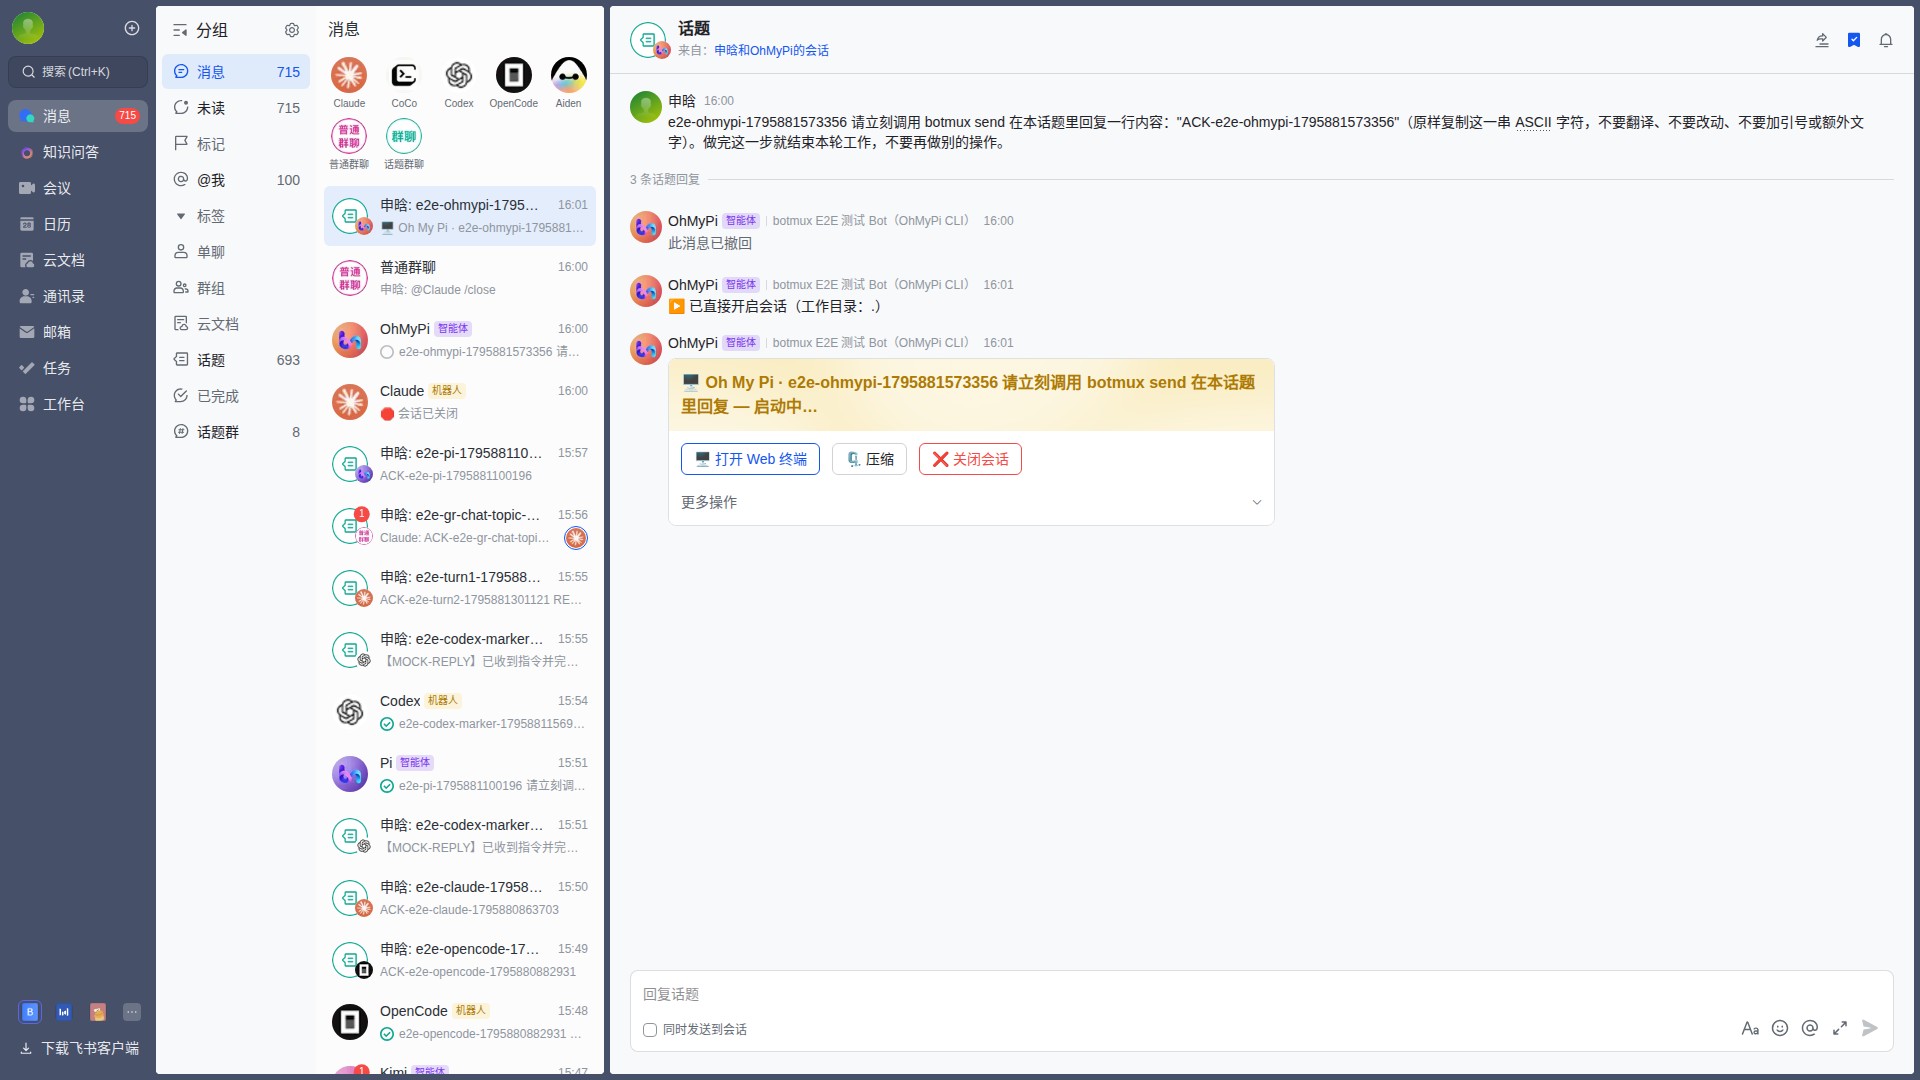 搜索 (Ctrl+K)
消息 715
知识问答
会议
日历
云文档
通讯录
邮箱
任务
工作台
下载飞书客户端
分组
消息 715
未读 715
标记
@我 100
标签
单聊
群组
云文档
话题 693
已完成
话题群 8
消息
Claude CoCo Codex OpenCode Aiden
普通群聊 群聊
普通群聊 话题群聊
申晗: e2e-ohmypi-1795... 16:01
Oh My Pi · e2e-ohmypi-1795881...
普通群聊 16:00
申晗: @Claude /close
OhMyPi 智能体 16:00
e2e-ohmypi-1795881573356 请...
Claude 机器人 16:00
会话已关闭
申晗: e2e-pi-179588110... 15:57
ACK-e2e-pi-1795881100196
申晗: e2e-gr-chat-topic-... 15:56
Claude: ACK-e2e-gr-chat-topi...
申晗: e2e-turn1-179588... 15:55
ACK-e2e-turn2-1795881301121 RE...
申晗: e2e-codex-marker... 15:55
【MOCK-REPLY】已收到指令并完...
Codex 机器人 15:54
e2e-codex-marker-17958811569...
Pi 智能体 15:51
e2e-pi-1795881100196 请立刻调...
申晗: e2e-codex-marker... 15:51
【MOCK-REPLY】已收到指令并完...
申晗: e2e-claude-17958... 15:50
ACK-e2e-claude-1795880863703
申晗: e2e-opencode-17... 15:49
ACK-e2e-opencode-1795880882931
OpenCode 机器人 15:48
e2e-opencode-1795880882931 ...
Kimi 智能体 15:47
话题
来自：申晗和OhMyPi的会话
申晗 16:00
e2e-ohmypi-1795881573356 请立刻调用 botmux send 在本话题里回复一行内容："ACK-e2e-ohmypi-1795881573356"（原样复制这一串 ASCII 字符，不要翻译、不要改动、不要加引号或额外文
字）。做完这一步就结束本轮工作，不要再做别的操作。
3 条话题回复
OhMyPi 智能体 botmux E2E 测试 Bot（OhMyPi CLI） 16:00
此消息已撤回
OhMyPi 智能体 botmux E2E 测试 Bot（OhMyPi CLI） 16:01
已直接开启会话（工作目录：.）
OhMyPi 智能体 botmux E2E 测试 Bot（OhMyPi CLI） 16:01
Oh My Pi · e2e-ohmypi-1795881573356 请立刻调用 botmux send 在本话题
里回复 — 启动中…
打开 Web 终端 压缩 关闭会话
更多操作
回复话题
同时发送到会话